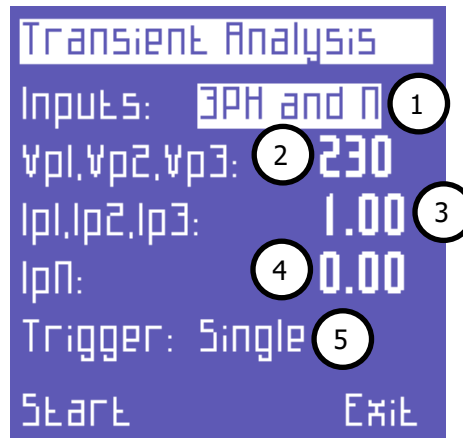 Transient Analysis
Inputs: 3PH and N 1
Vp1,Vp2,Vp3: 2 230
Ip1,Ip2,Ip3: 1.00 3
IpN: 4 0.00
Trigger: Single 5
Start Exit